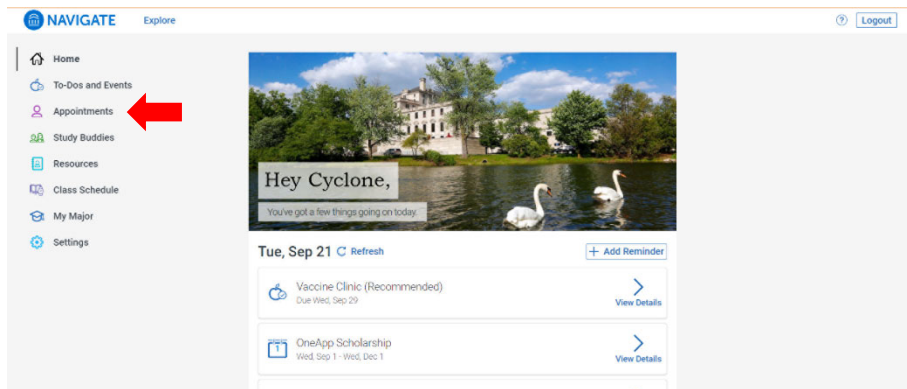 NAVIGATE
Explore
? Logout
Home
To-Dos and Events
Appointments
Study Buddies
Resources
Class Schedule
My Major
Settings
Hey Cyclone,
You've got a few things going on today.
Tue, Sep 21 Refresh
+ Add Reminder
Vaccine Clinic (Recommended)
Due Wed, Sep 29
View Details
1
OneApp Scholarship
Wed, Sep 1 - Wed, Dec 1
View Details